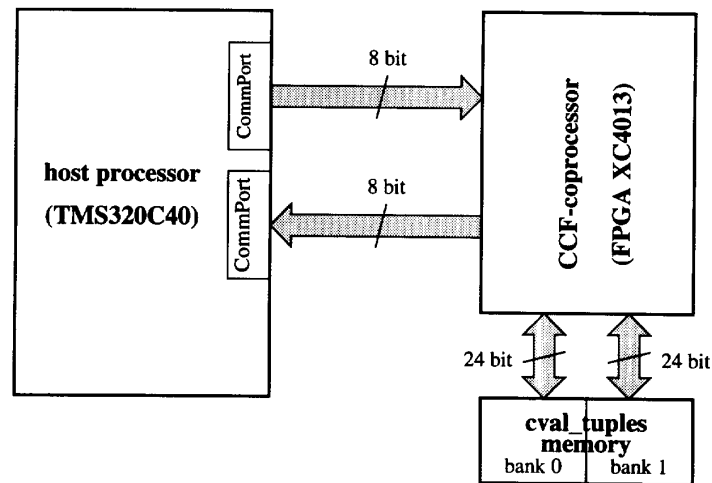 8 bit
CommPort
host processor
(TMS320C40)
8 bit
CommPort
CCF-coprocessor
(FPGA XC4013)
24 bit
24 bit
cval_tuples
memory
bank 0
bank 1